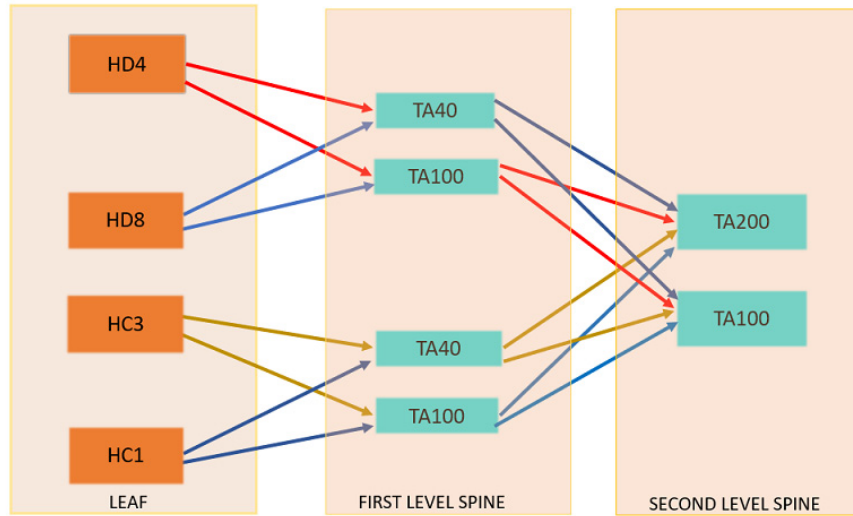 HD4
HD8
HC3
HC1
LEAF
TA40
TA100
TA40
TA100
FIRST LEVEL SPINE
TA200
TA100
SECOND LEVEL SPINE